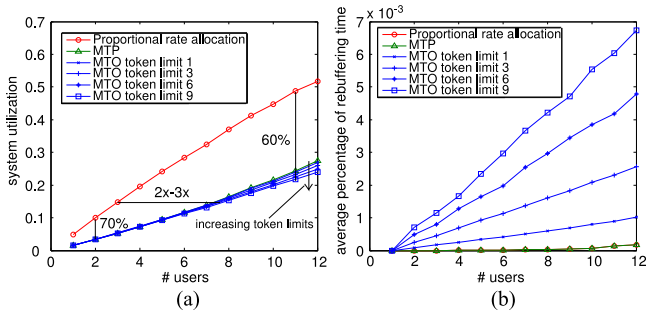 system utilization
0.7
0.6
0.5
0.4
0.3
0.2
0.1
0
Proportional rate allocation
MTP
MTO token limit 1
MTO token limit 3
MTO token limit 6
MTO token limit 9
60%
2x-3x
70%
increasing token limits
0 2 4 6 8 10 12
# users
(a)
average percentage of rebuffering time
7 x 10^-3
6
5
4
3
2
1
0
Proportional rate allocation
MTP
MTO token limit 1
MTO token limit 3
MTO token limit 6
MTO token limit 9
0 2 4 6 8 10 12
# users
(b)